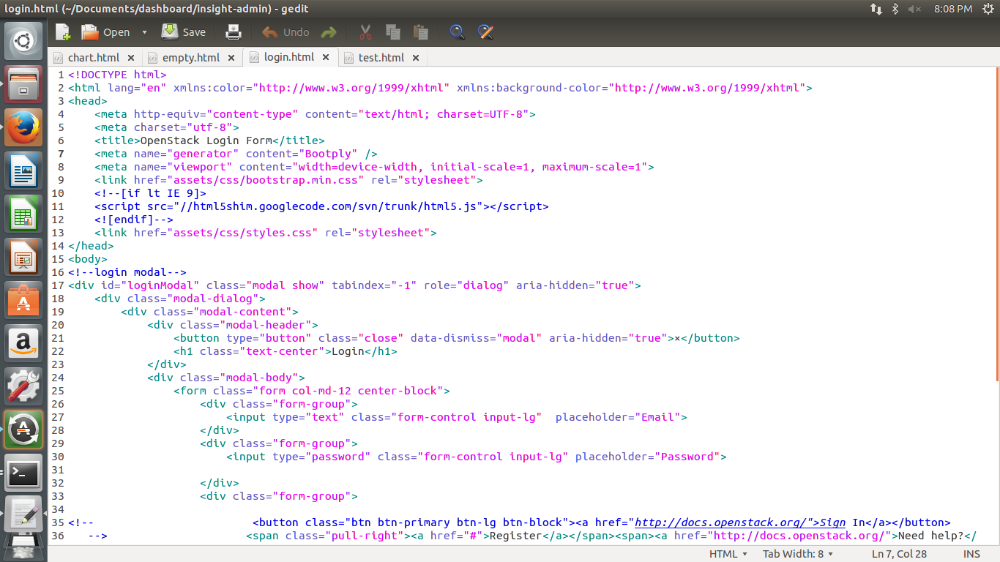 login.html (~/Documents/dashboard/insight-admin) - gedit
8:08 PM
Open
Save
Undo
chart.html
empty.html
login.html
test.html
1 <!DOCTYPE html>
2 <html lang="en" xmlns:color="http://www.w3.org/1999/xhtml" xmlns:background-color="http://www.w3.org/1999/xhtml">
3 <head>
4     <meta http-equiv="content-type" content="text/html; charset=UTF-8">
5     <meta charset="utf-8">
6     <title>OpenStack Login Form</title>
7     <meta name="generator" content="Bootply" />
8     <meta name="viewport" content="width=device-width, initial-scale=1, maximum-scale=1">
9     <link href="assets/css/bootstrap.min.css" rel="stylesheet">
10     <!--[if lt IE 9]>
11     <script src="//html5shim.googlecode.com/svn/trunk/html5.js"></script>
12     <![endif]-->
13     <link href="assets/css/styles.css" rel="stylesheet">
14 </head>
15 <body>
16 <!--login modal-->
17 <div id="loginModal" class="modal show" tabindex="-1" role="dialog" aria-hidden="true">
18     <div class="modal-dialog">
19         <div class="modal-content">
20             <div class="modal-header">
21                 <button type="button" class="close" data-dismiss="modal" aria-hidden="true">×</button>
22                 <h1 class="text-center">Login</h1>
23             </div>
24             <div class="modal-body">
25                 <form class="form col-md-12 center-block">
26                     <div class="form-group">
27                         <input type="text" class="form-control input-lg"  placeholder="Email">
28                     </div>
29                     <div class="form-group">
30                         <input type="password" class="form-control input-lg" placeholder="Password">
31
32                     </div>
33                     <div class="form-group">
34
35 <!--                        <button class="btn btn-primary btn-lg btn-block"><a href="http://docs.openstack.org/">Sign In</a></button>
36    -->                     <span class="pull-right"><a href="#">Register</a></span><span><a href="http://docs.openstack.org/">Need help?</
HTML
Tab Width: 8
Ln 7, Col 28
INS